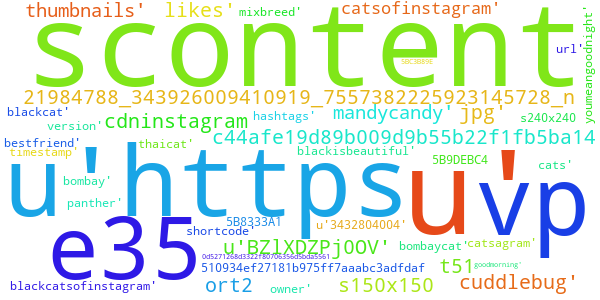 thumbnails' likes' mixbreed' catsofinstagram'
scontent
url'
5BC3B89E
youmeangoodnight'
21984788_343926009410919_7557382225923145728_n
blackcat' cdninstagram hashtags' mandycandy' jpg' s240x240
version'
c44afe19d89b009d9b55b22f1fb5ba14
bestfriend' thaicat' blackisbeautiful'
timestamp'
u'https u' vp
5B9DEBC4 cats'
bombay'
panther'
e35
5B8333A1 u'3432804004'
shortcode'
u'BZlXDZPjOOV' bombaycat' catsagram'
0d5271268d3322f80706356d5bda5561
510934ef27181b975ff7aaabc3adfdaf t51 goodmorning'
blackcatsofinstagram' ort2 owner' s150x150 cuddlebug'